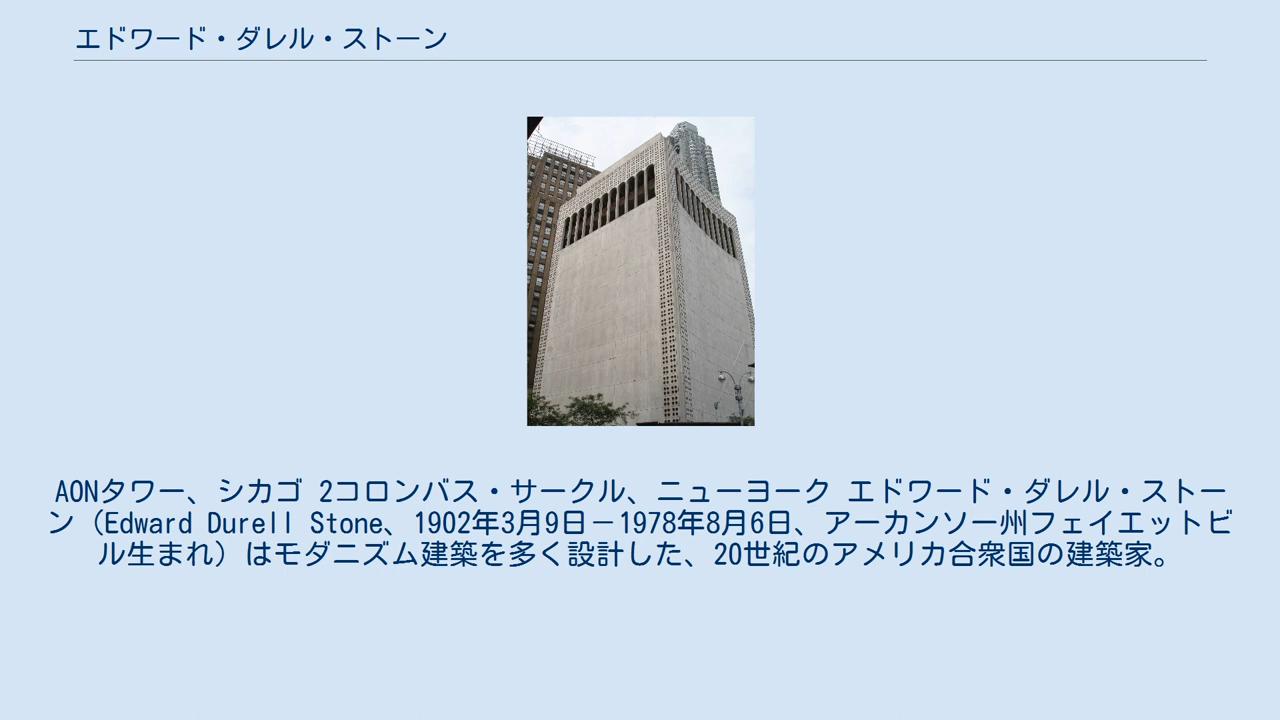 エドワード・ダレル・ストーン
AONタワー、シカゴ 2コロンバス・サークル、ニューヨーク エドワード・ダレル・ストー
ン（Edward Durell Stone、1902年3月9日－1978年8月6日、アーカンソー州フェイエットビ
ル生まれ）はモダニズム建築を多く設計した、20世紀のアメリカ合衆国の建築家。